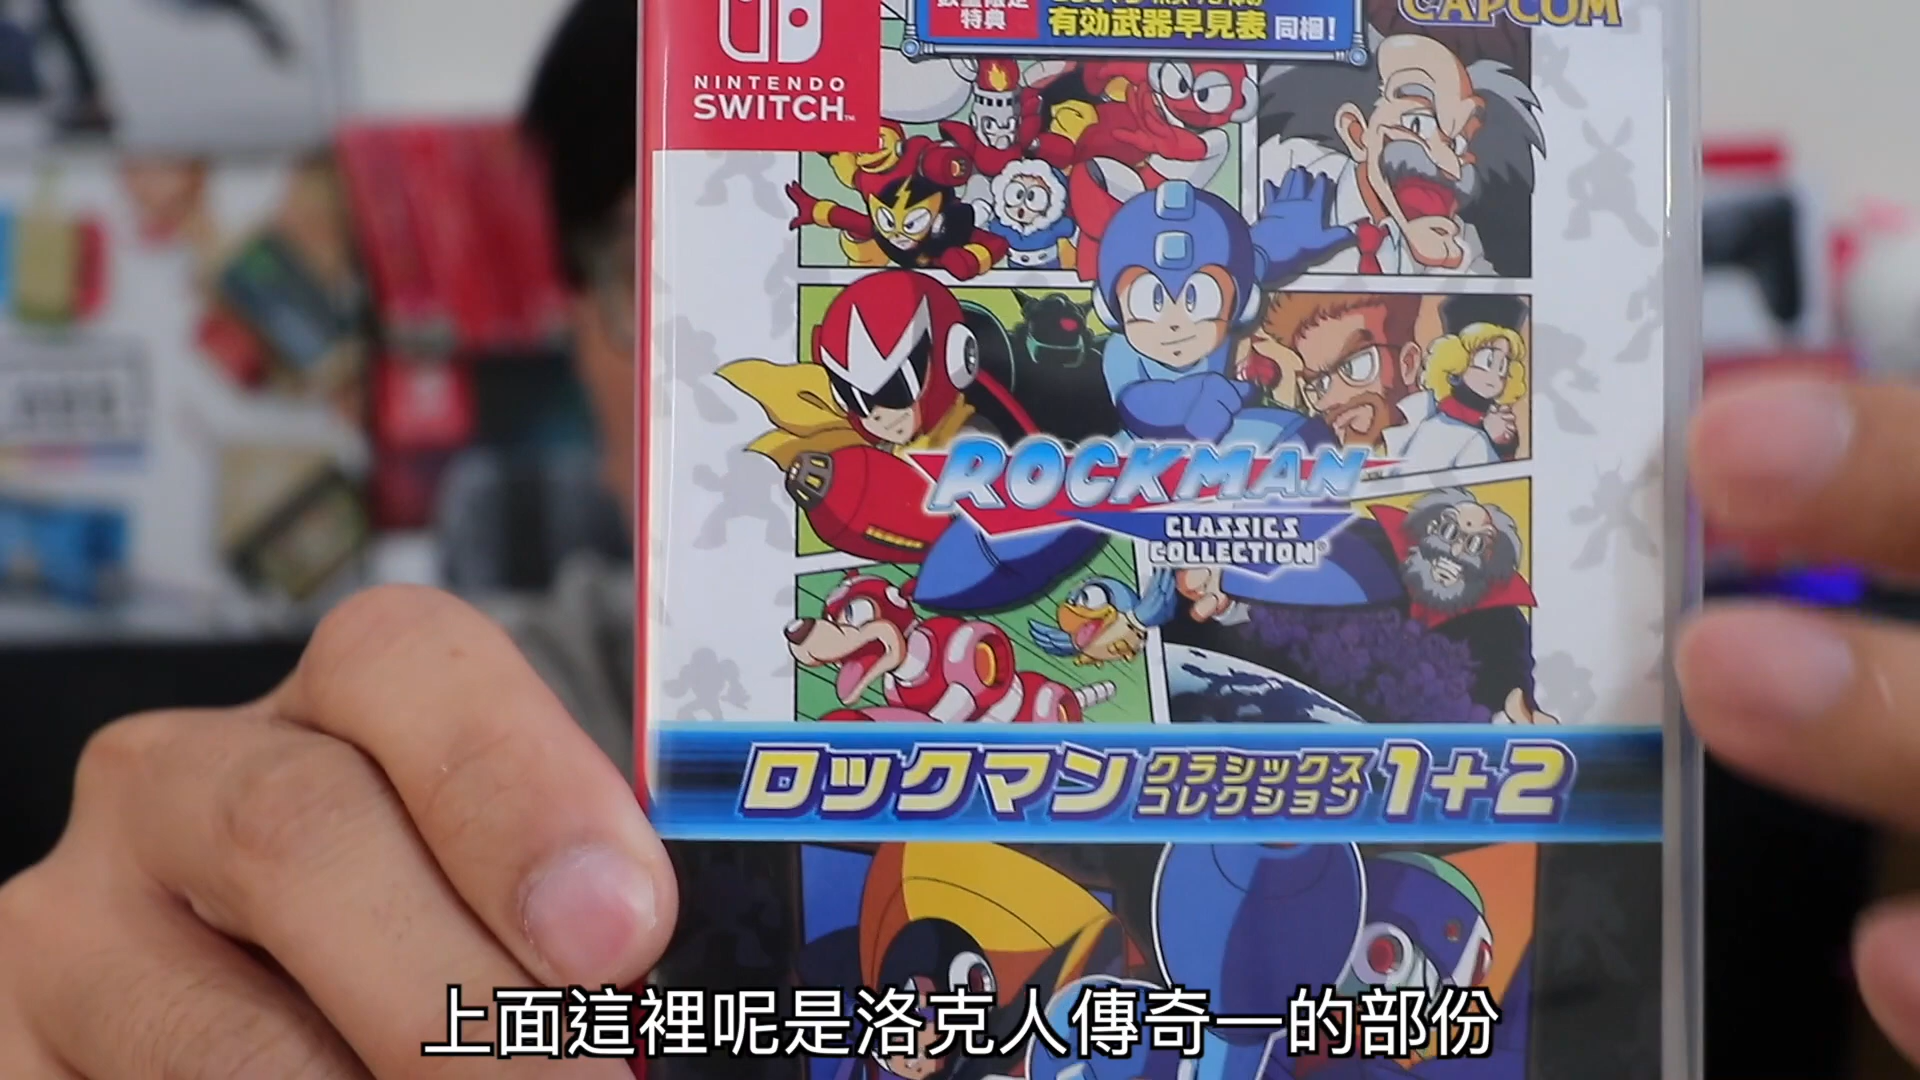 CAPCOM
特典
有効武器早見表 同梱!
NINTENDO
SWITCH
ROCKMAN
CLASSICS
COLLECTION
ロックマン クラシックス コレクション 1+2
上面這裡呢是洛克人傳奇一的部份